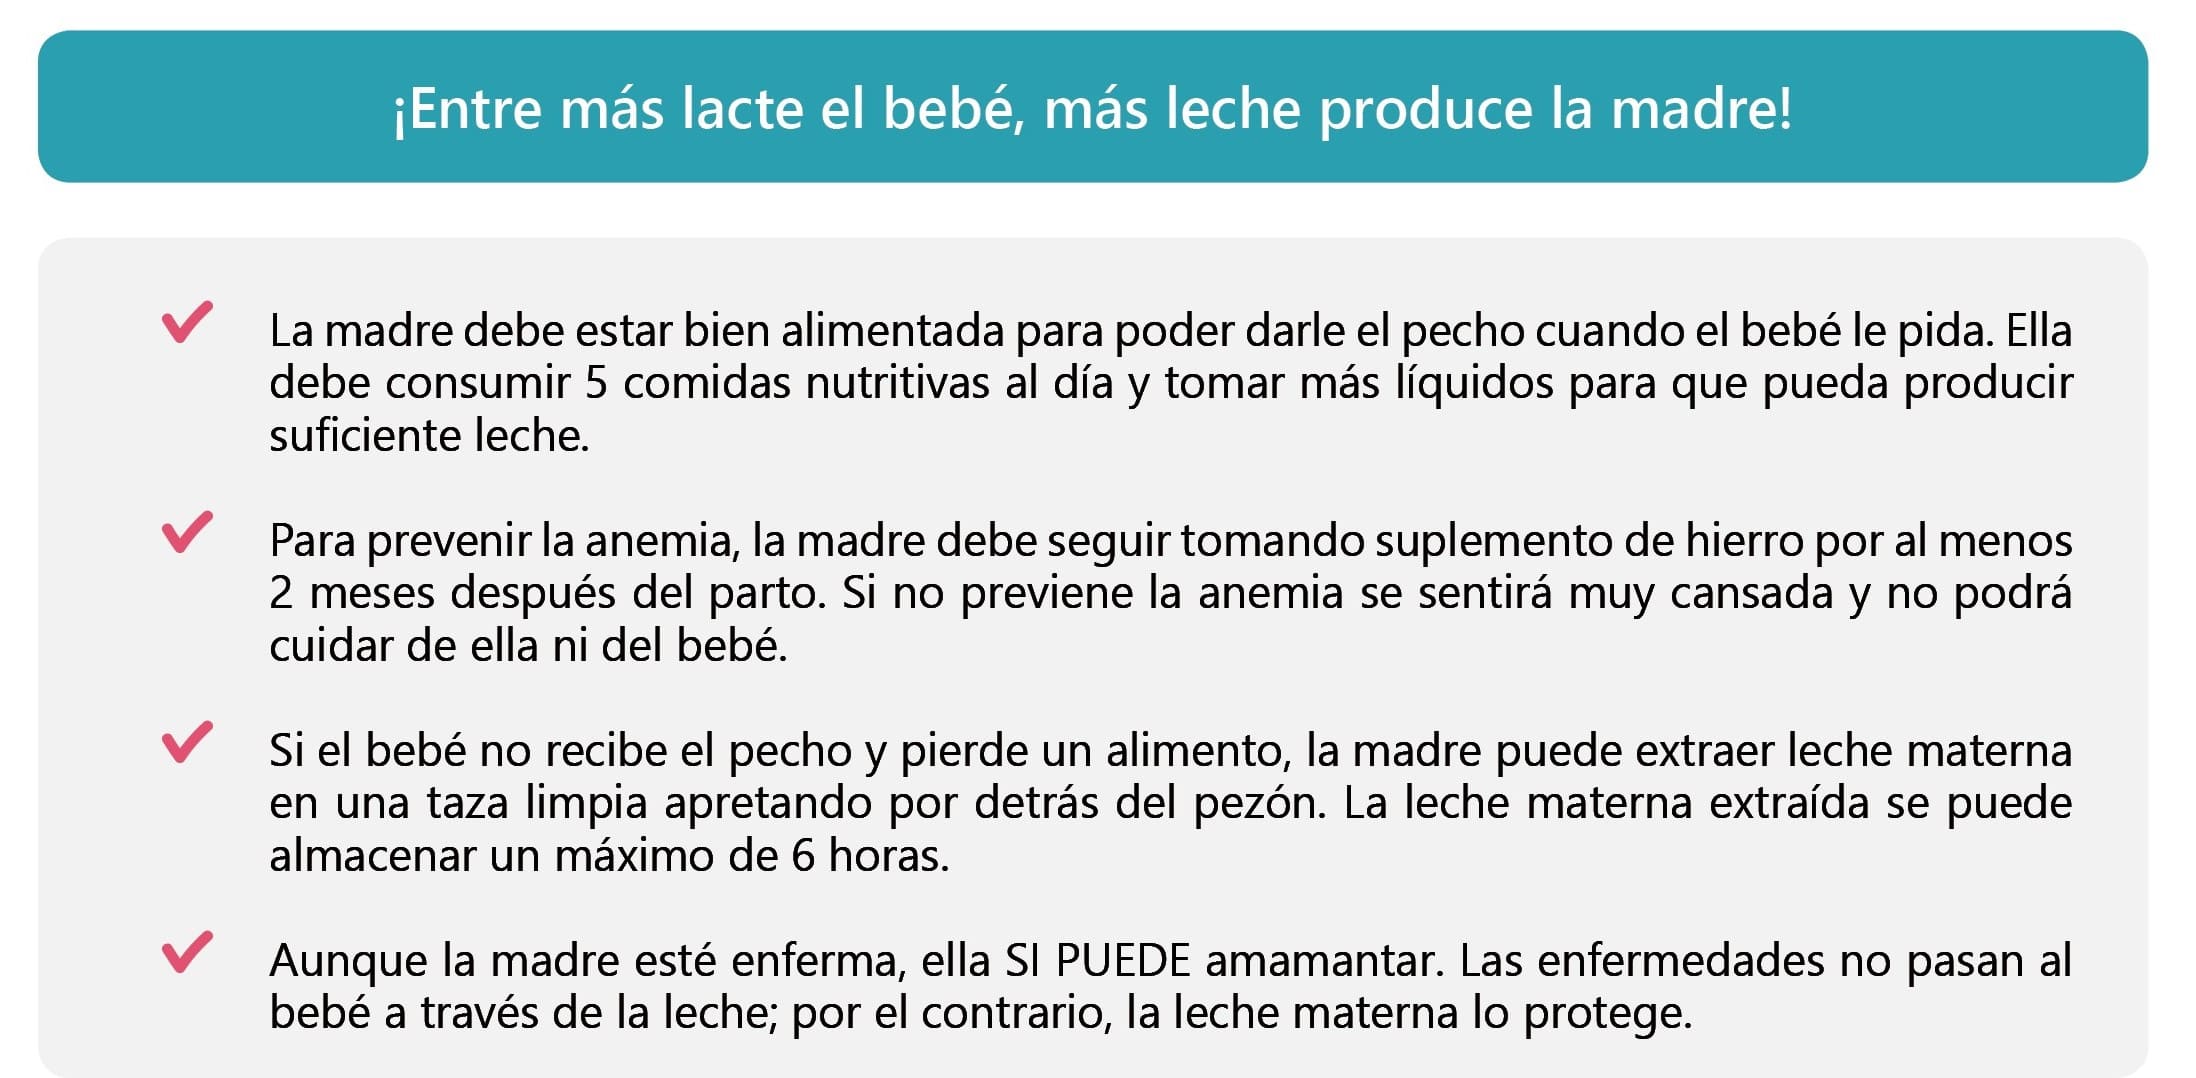 ¡Entre más lacte el bebé, más leche produce la madre!
La madre debe estar bien alimentada para poder darle el pecho cuando el bebé le pida. Ella
debe consumir 5 comidas nutritivas al día y tomar más líquidos para que pueda producir
suficiente leche.
Para prevenir la anemia, la madre debe seguir tomando suplemento de hierro por al menos
2 meses después del parto. Si no previene la anemia se sentirá muy cansada y no podrá
cuidar de ella ni del bebé.
Si el bebé no recibe el pecho y pierde un alimento, la madre puede extraer leche materna
en una taza limpia apretando por detrás del pezón. La leche materna extraída se puede
almacenar un máximo de 6 horas.
Aunque la madre esté enferma, ella SI PUEDE amamantar. Las enfermedades no pasan al
bebé a través de la leche; por el contrario, la leche materna lo protege.